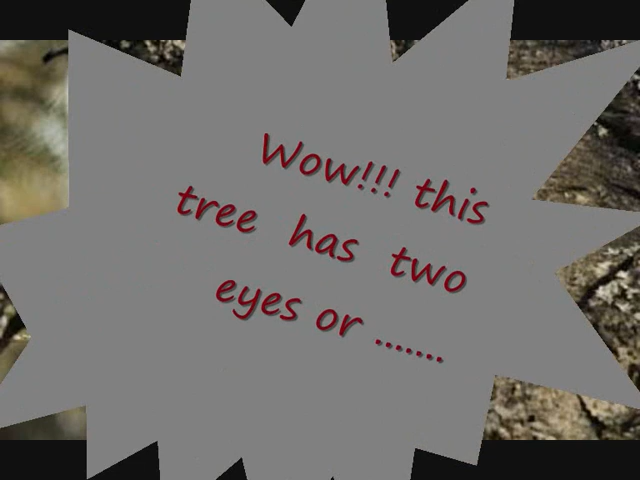 Wow!!! this
tree has two
eyes or .......